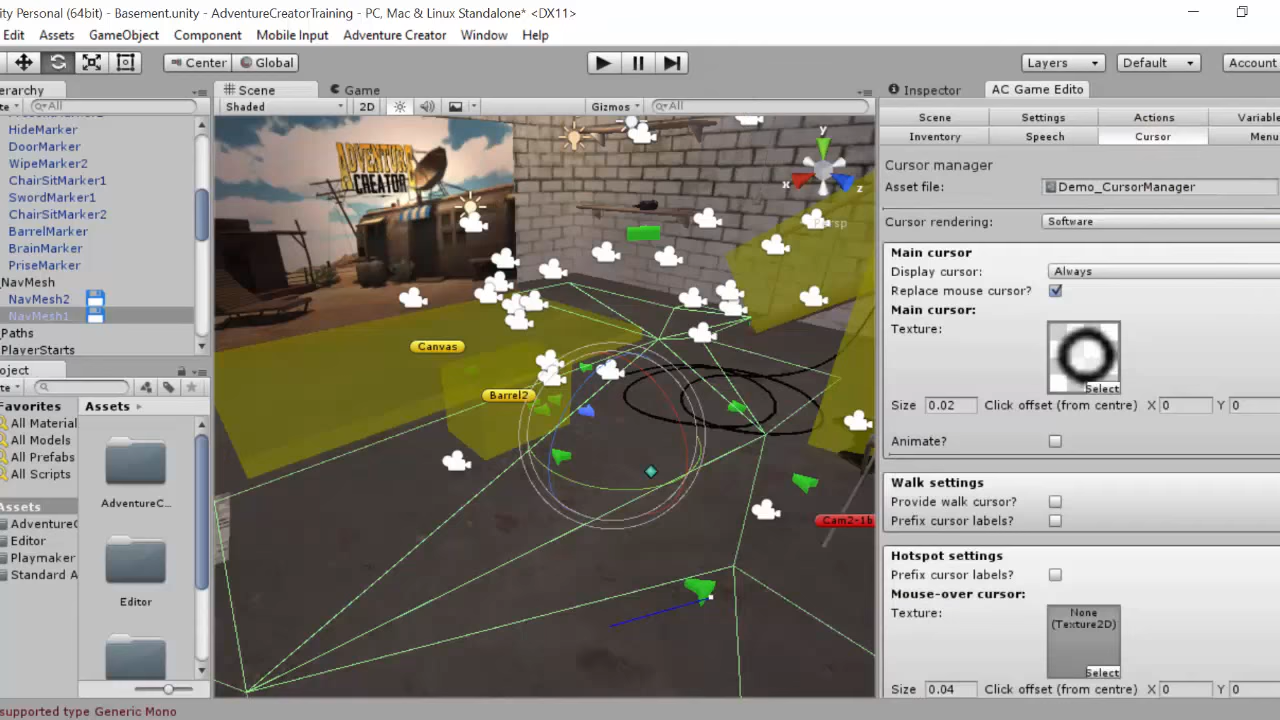 ity Personal (64bit) - Basement.unity - AdventureCreatorTraining - PC, Mac & Linux Standalone* <DX11>
Edit Assets GameObject Component Mobile Input Adventure Creator Window Help
Center Global Layers Default Account
erarchy Scene Game Inspector AC Game Edito
te All Shaded 2D Gizmos All
HideMarker
DoorMarker
WipeMarker2
ChairSitMarker1
SwordMarker1
ChairSitMarker2
BarrelMarker
BrainMarker
PriseMarker
NavMesh
NavMesh2
NavMesh1
Paths
PlayerStarts
oject
te
Favorites
All Material
All Models
All Prefabs
All Scripts
Assets
AdventureC
Editor
Playmaker
Standard A
Assets
AdventureC...
Editor
ADVENTURE
CREATOR
y
x
z
Persp
Canvas
Barrel2
Cam2-1b
Scene Settings Actions Variable
Inventory Speech Cursor Menu
Cursor manager
Asset file: Demo_CursorManager
Cursor rendering: Software
Main cursor
Display cursor: Always
Replace mouse cursor?
Main cursor:
Texture:
Select
Size 0.02 Click offset (from centre) X 0 Y 0
Animate?
Walk settings
Provide walk cursor?
Prefix cursor labels?
Hotspot settings
Prefix cursor labels?
Mouse-over cursor:
Texture: None
(Texture2D)
Select
Size 0.04 Click offset (from centre) X 0 Y 0
supported type Generic Mono